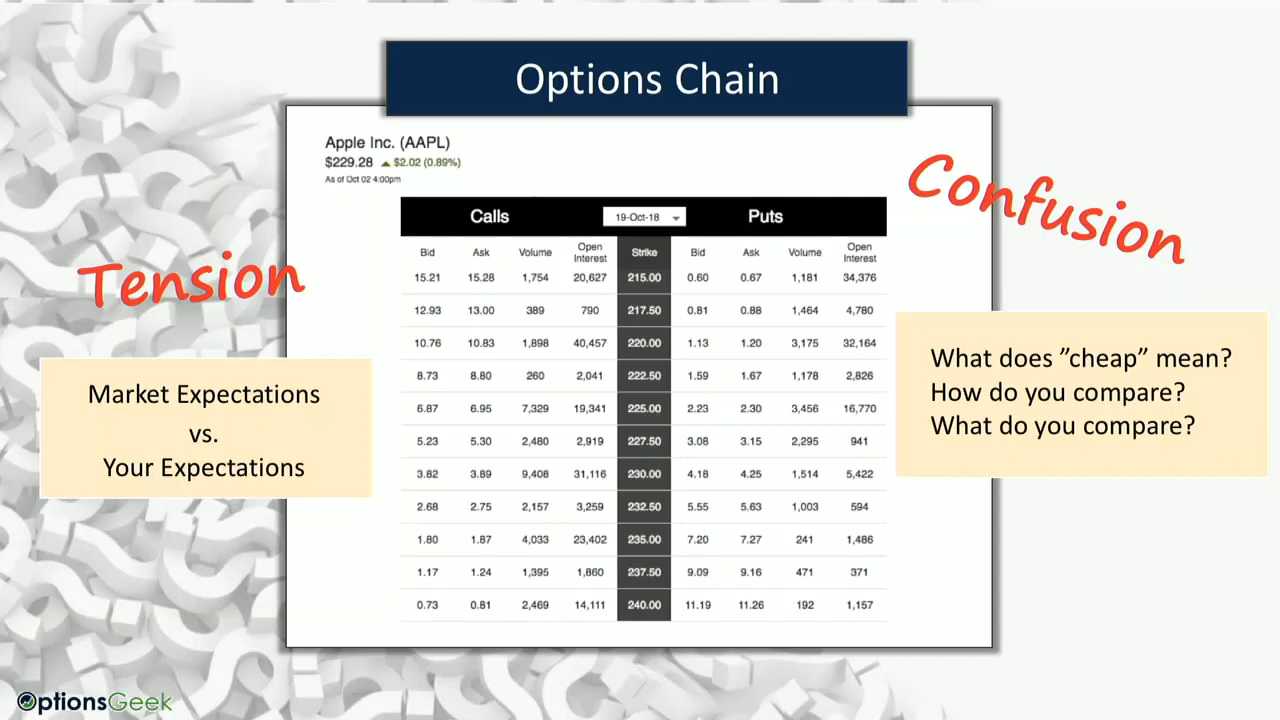 Options Chain
Apple Inc. (AAPL)
$229.28 ▲ $2.02 (0.89%)
As of Oct 02 4:00pm
Confusion
Tension
Calls 19-Oct-18 Puts
Bid Ask Volume Open Interest Strike Bid Ask Volume Open Interest
15.21 15.28 1,754 20,627 215.00 0.60 0.67 1,181 34,376
12.93 13.00 389 790 217.50 0.81 0.88 1,464 4,780
10.76 10.83 1,898 40,457 220.00 1.13 1.20 3,175 32,164
8.73 8.80 260 2,041 222.50 1.59 1.67 1,178 2,826
6.87 6.95 7,329 19,341 225.00 2.23 2.30 3,456 16,770
5.23 5.30 2,480 2,919 227.50 3.08 3.15 2,295 941
3.82 3.89 9,408 31,116 230.00 4.18 4.25 1,514 5,422
2.68 2.75 2,157 3,259 232.50 5.55 5.63 1,003 594
1.80 1.87 4,033 23,402 235.00 7.20 7.27 241 1,486
1.17 1.24 1,395 1,860 237.50 9.09 9.16 471 371
0.73 0.81 2,469 14,111 240.00 11.19 11.26 192 1,157
Market Expectations
vs.
Your Expectations
What does ”cheap” mean?
How do you compare?
What do you compare?
OptionsGeek